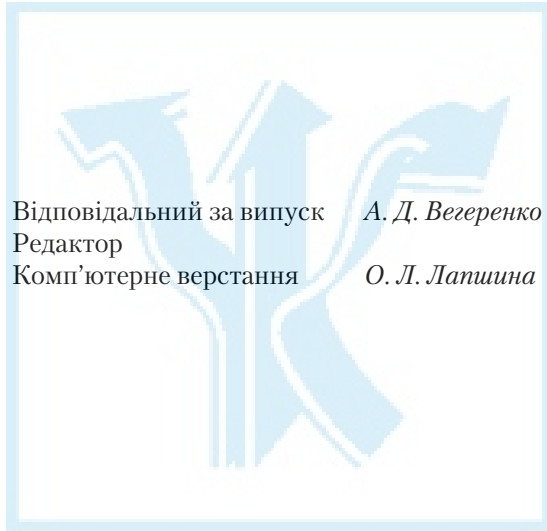 Відповідальний за випуск А. Д. Вегеренко
Редактор
Комп’ютерне верстання О. Л. Лапшина